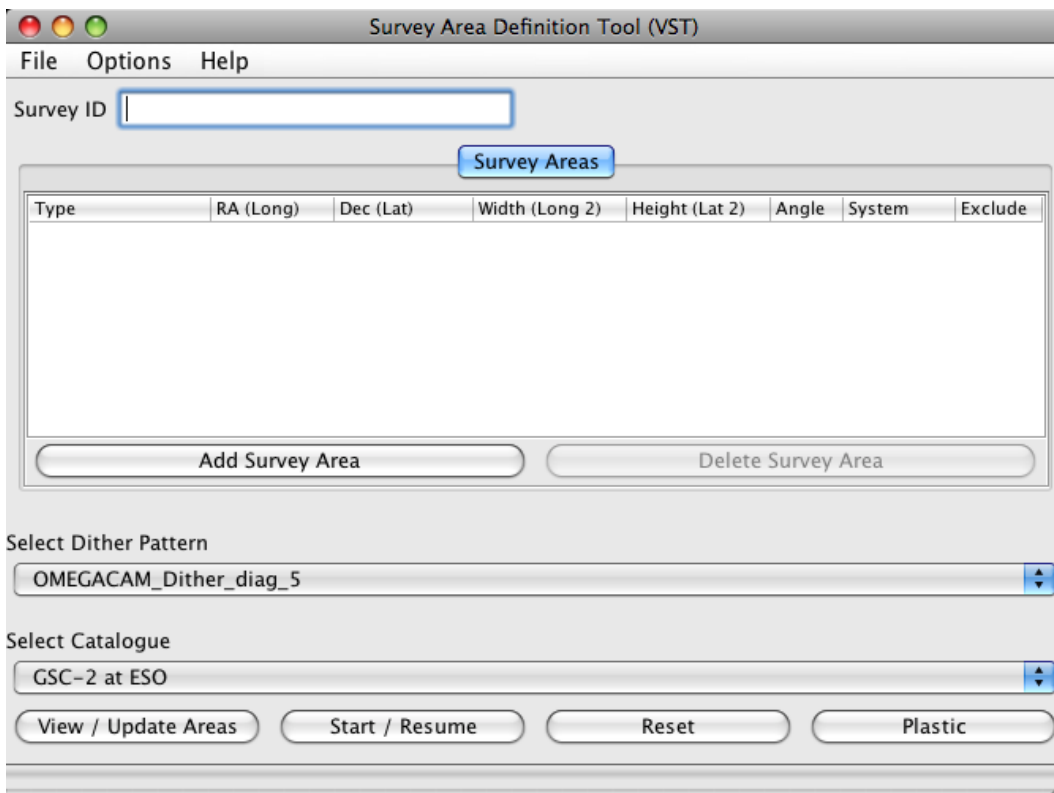 Survey Area Definition Tool (VST)
File Options Help
Survey ID
Survey Areas
Type RA (Long) Dec (Lat) Width (Long 2) Height (Lat 2) Angle System Exclude
Add Survey Area Delete Survey Area
Select Dither Pattern
OMEGACAM_Dither_diag_5
Select Catalogue
GSC-2 at ESO
View / Update Areas Start / Resume Reset Plastic